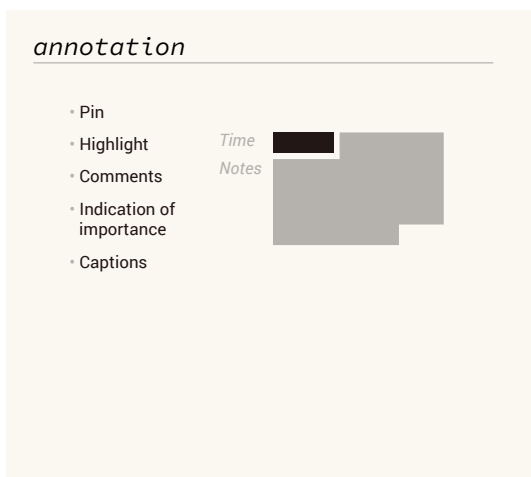 annotation
• Pin
• Highlight
• Comments
• Indication of
importance
• Captions
Time
Notes